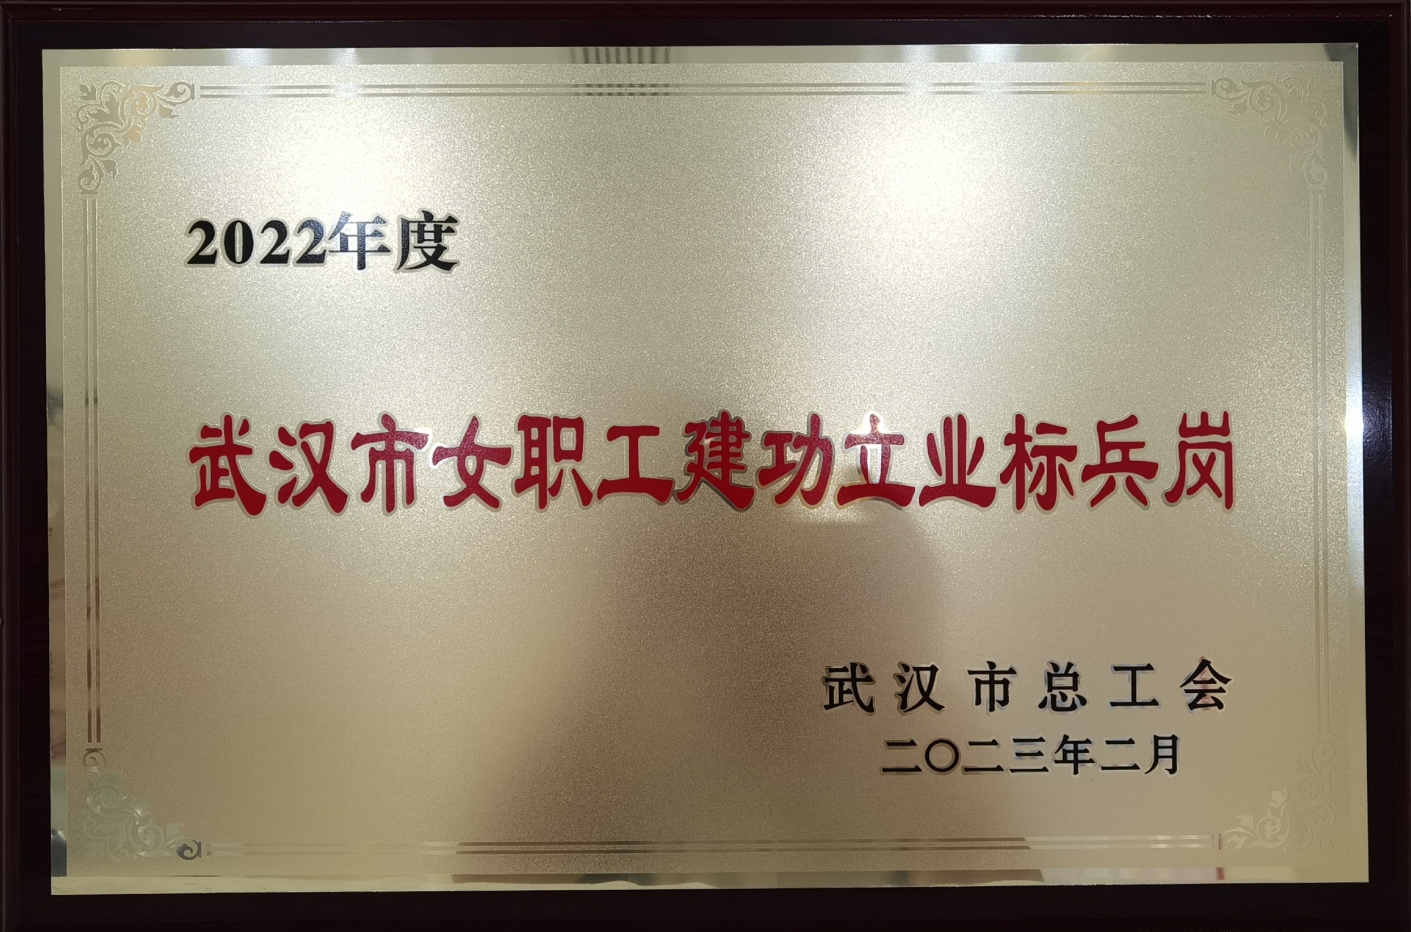 2022年度
武汉市女职工建功立业标兵岗
武汉市总工会
二〇二三年二月